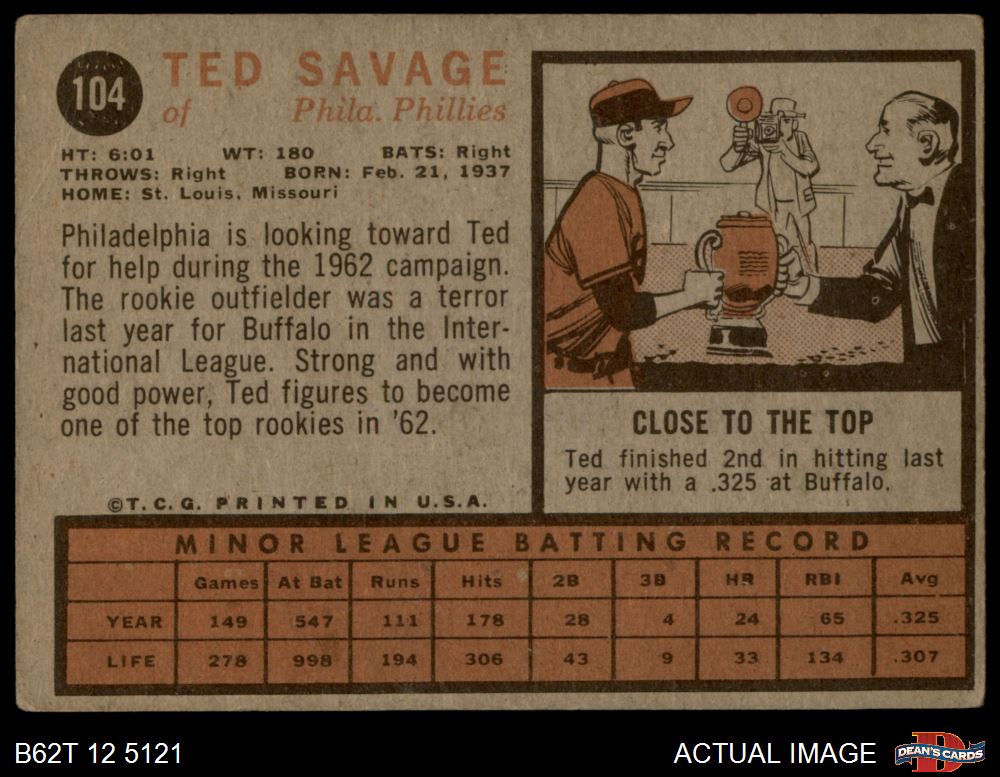 104
TED SAVAGE
of Phila. Phillies
HT: 6:01 WT: 180 BATS: Right
THROWS: Right BORN: Feb. 21, 1937
HOME: St. Louis, Missouri
Philadelphia is looking toward Ted
for help during the 1962 campaign.
The rookie outfielder was a terror
last year for Buffalo in the Inter-
national League. Strong and with
good power, Ted figures to become
one of the top rookies in '62.
©T.C.G. PRINTED IN U.S.A.
CLOSE TO THE TOP
Ted finished 2nd in hitting last
year with a .325 at Buffalo.
MINOR LEAGUE BATTING RECORD
Games At Bat Runs Hits 2B 3B HR RBI Avg
YEAR 149 547 111 178 28 4 24 65 .325
LIFE 278 998 194 306 43 9 33 134 .307
B62T 12 5121
ACTUAL IMAGE
DEAN'S CARDS